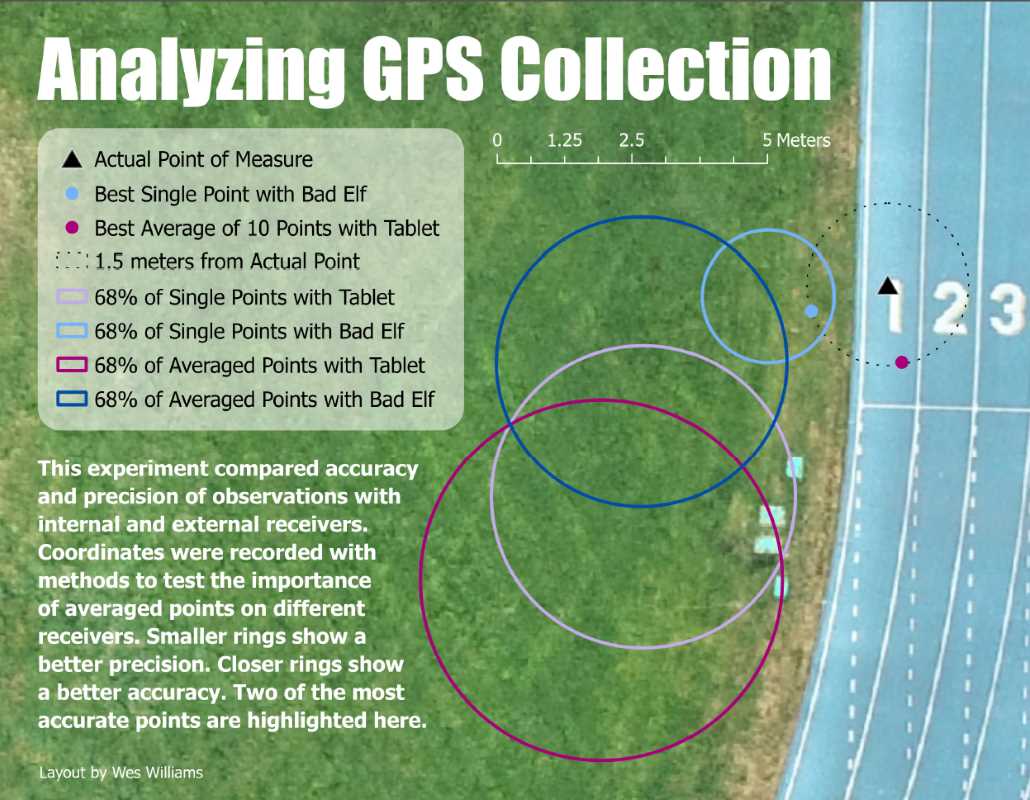 Analyzing GPS Collection
0 1.25 2.5 5 Meters
Actual Point of Measure
Best Single Point with Bad Elf
Best Average of 10 Points with Tablet
1.5 meters from Actual Point
68% of Single Points with Tablet
68% of Single Points with Bad Elf
68% of Averaged Points with Tablet
68% of Averaged Points with Bad Elf
1 2 3
This experiment compared accuracy
and precision of observations with
internal and external receivers.
Coordinates were recorded with
methods to test the importance
of averaged points on different
receivers. Smaller rings show a
better precision. Closer rings show
a better accuracy. Two of the most
accurate points are highlighted here.
Layout by Wes Williams